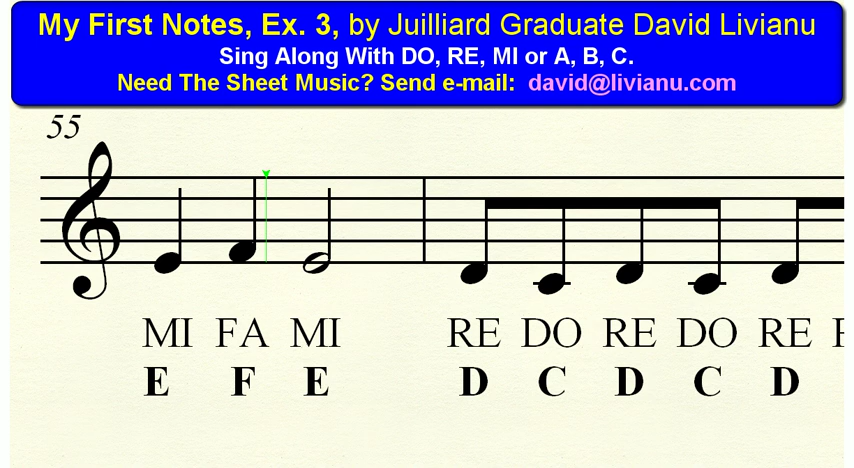 My First Notes, Ex. 3, by Juilliard Graduate David Livianu
Sing Along With DO, RE, MI or A, B, C.
Need The Sheet Music? Send e-mail: david@livianu.com
55
MI FA MI RE DO RE DO RE
E F E D C D C D